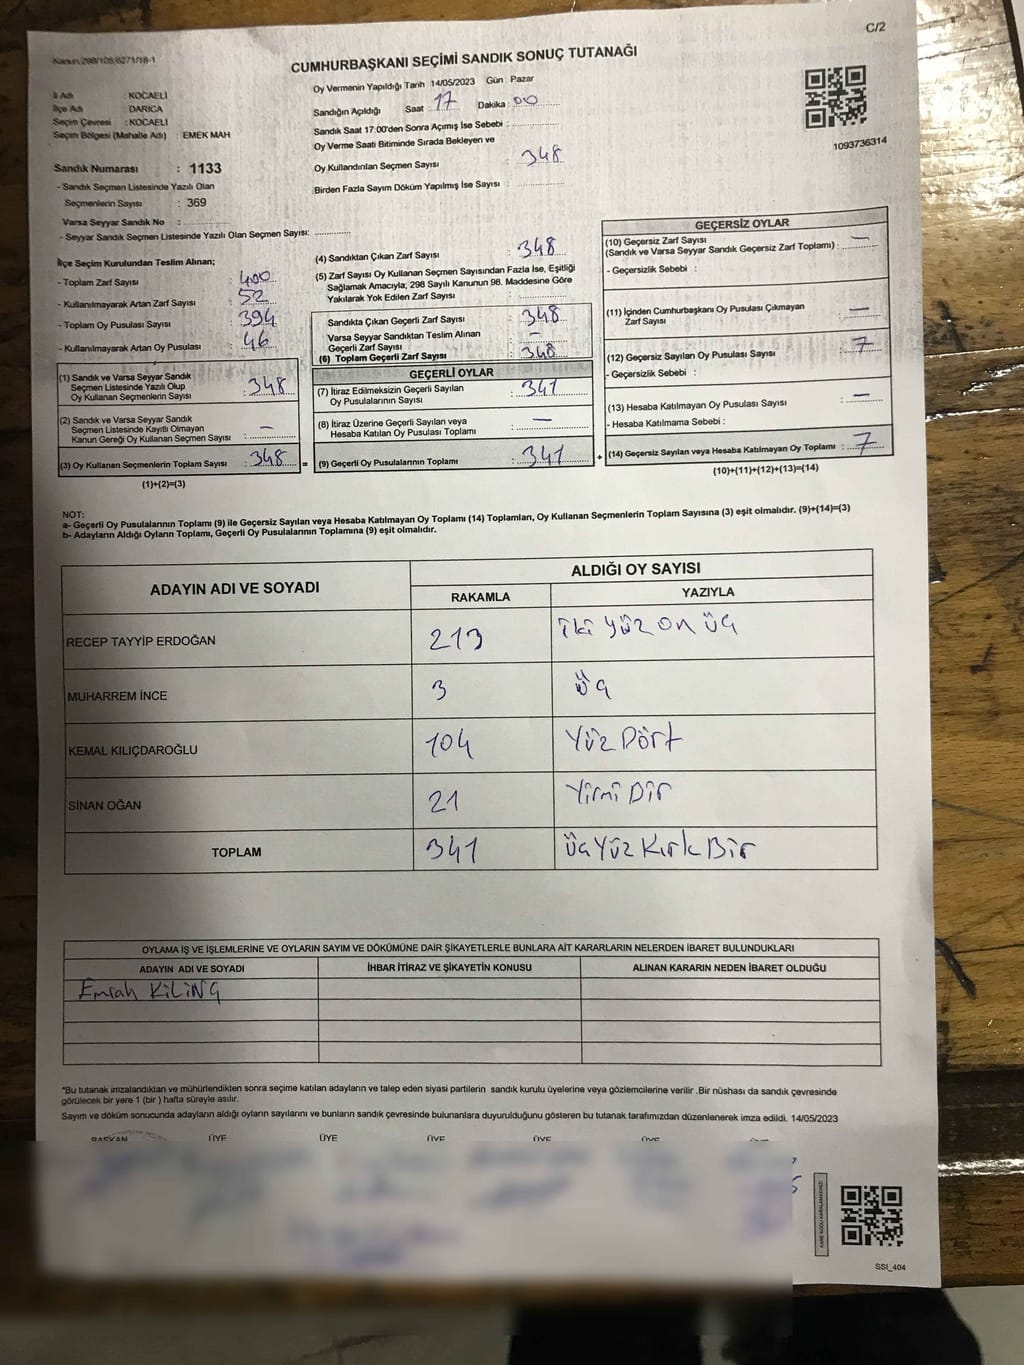 C/2
Kanun:298/105;6271/18-1
CUMHURBAŞKANI SEÇİMİ SANDIK SONUÇ TUTANAĞI
İl Adı : KOCAELİ
İlçe Adı : DARICA
Seçim Çevresi : KOCAELİ
Seçim Bölgesi (Mahalle Adı) : EMEK MAH
Sandık Numarası : 1133
- Sandık Seçmen Listesinde Yazılı Olan
Seçmenlerin Sayısı : 369
Varsa Seyyar Sandık No :
- Seyyar Sandık Seçmen Listesinde Yazılı Olan Seçmen Sayısı:
Oy Vermenin Yapıldığı Tarih 14/05/2023 Gün : Pazar
Sandığın Açıldığı Saat : 17 Dakika : 00
Sandık Saat 17:00'den Sonra Açımış İse Sebebi :
Oy Verme Saati Bitiminde Sırada Bekleyen ve
Oy Kullandırılan Seçmen Sayısı : 348
Birden Fazla Sayım Döküm Yapılmış İse Sayısı :
1093736314
İlçe Seçim Kurulundan Teslim Alınan;
- Toplam Zarf Sayısı : 400
- Kullanılmayarak Artan Zarf Sayısı : 52
- Toplam Oy Pusulası Sayısı : 394
- Kullanılmayarak Artan Oy Pusulası : 46
(1) Sandık ve Varsa Seyyar Sandık
Seçmen Listesinde Yazılı Olup
Oy Kullanan Seçmenlerin Sayısı : 348
(2) Sandık ve Varsa Seyyar Sandık
Seçmen Listesinde Kayıtlı Olmayan
Kanun Gereği Oy Kullanan Seçmen Sayısı : –
(3) Oy Kullanan Seçmenlerin Toplam Sayısı : 348 =
(1)+(2)=(3)
(4) Sandıktan Çıkan Zarf Sayısı : 348
(5) Zarf Sayısı Oy Kullanan Seçmen Sayısından Fazla İse, Eşitliği
Sağlamak Amacıyla; 298 Sayılı Kanunun 98. Maddesine Göre
Yakılarak Yok Edilen Zarf Sayısı :
Sandıkta Çıkan Geçerli Zarf Sayısı : 348
Varsa Seyyar Sandıktan Teslim Alınan
Geçerli Zarf Sayısı : –
(6) Toplam Geçerli Zarf Sayısı : 348
GEÇERLİ OYLAR
(7) İtiraz Edilmeksizin Geçerli Sayılan
Oy Pusulalarının Sayısı : 341
(8) İtiraz Üzerine Geçerli Sayılan veya
Hesaba Katılan Oy Pusulası Toplamı : –
(9) Geçerli Oy Pusulalarının Toplamı : 341 +
GEÇERSİZ OYLAR
(10) Geçersiz Zarf Sayısı
(Sandık ve Varsa Seyyar Sandık Geçersiz Zarf Toplamı) : –
- Geçersizlik Sebebi :
(11) İçinden Cumhurbaşkanı Oy Pusulası Çıkmayan
Zarf Sayısı : –
(12) Geçersiz Sayılan Oy Pusulası Sayısı : 7
- Geçersizlik Sebebi :
(13) Hesaba Katılmayan Oy Pusulası Sayısı : –
- Hesaba Katılmama Sebebi :
(14) Geçersiz Sayılan veya Hesaba Katılmayan Oy Toplamı : 7
(10)+(11)+(12)+(13)=(14)
NOT:
a- Geçerli Oy Pusulalarının Toplamı (9) ile Geçersiz Sayılan veya Hesaba Katılmayan Oy Toplamı (14) Toplamları, Oy Kullanan Seçmenlerin Toplam Sayısına (3) eşit olmalıdır. (9)+(14)=(3)
b- Adayların Aldığı Oyların Toplamı, Geçerli Oy Pusulalarının Toplamına (9) eşit olmalıdır.
ADAYIN ADI VE SOYADI ALDIĞI OY SAYISI
RAKAMLA YAZIYLA
RECEP TAYYİP ERDOĞAN 213 iki yüz on üç
MUHARREM İNCE 3 üç
KEMAL KILIÇDAROĞLU 104 Yüz Dört
SİNAN OĞAN 21 Yirmi Bir
TOPLAM 341 Üç Yüz Kırk Bir
OYLAMA İŞ VE İŞLEMLERİNE VE OYLARIN SAYIM VE DÖKÜMÜNE DAİR ŞİKAYETLERLE BUNLARA AİT KARARLARIN NELERDEN İBARET BULUNDUKLARI
ADAYIN ADI VE SOYADI İHBAR İTİRAZ VE ŞİKAYETİN KONUSU ALINAN KARARIN NEDEN İBARET OLDUĞU
Emrah KILINÇ
*Bu tutanak imzalandıktan ve mühürlendikten sonra seçime katılan adayların ve talep eden siyasi partilerin sandık kurulu üyelerine veya gözlemcilerine verilir .Bir nüshası da sandık çevresinde
görülecek bir yere 1 (bir ) hafta süreyle asılır.
Sayım ve döküm sonucunda adayların aldığı oyların sayılarını ve bunların sandık çevresinde bulunanlara duyurulduğunu gösteren bu tutanak tarafımızdan düzenlenerek imza edildi. 14/05/2023
BAŞKAN ÜYE ÜYE ÜYE ÜYE ÜYE
SSI_404